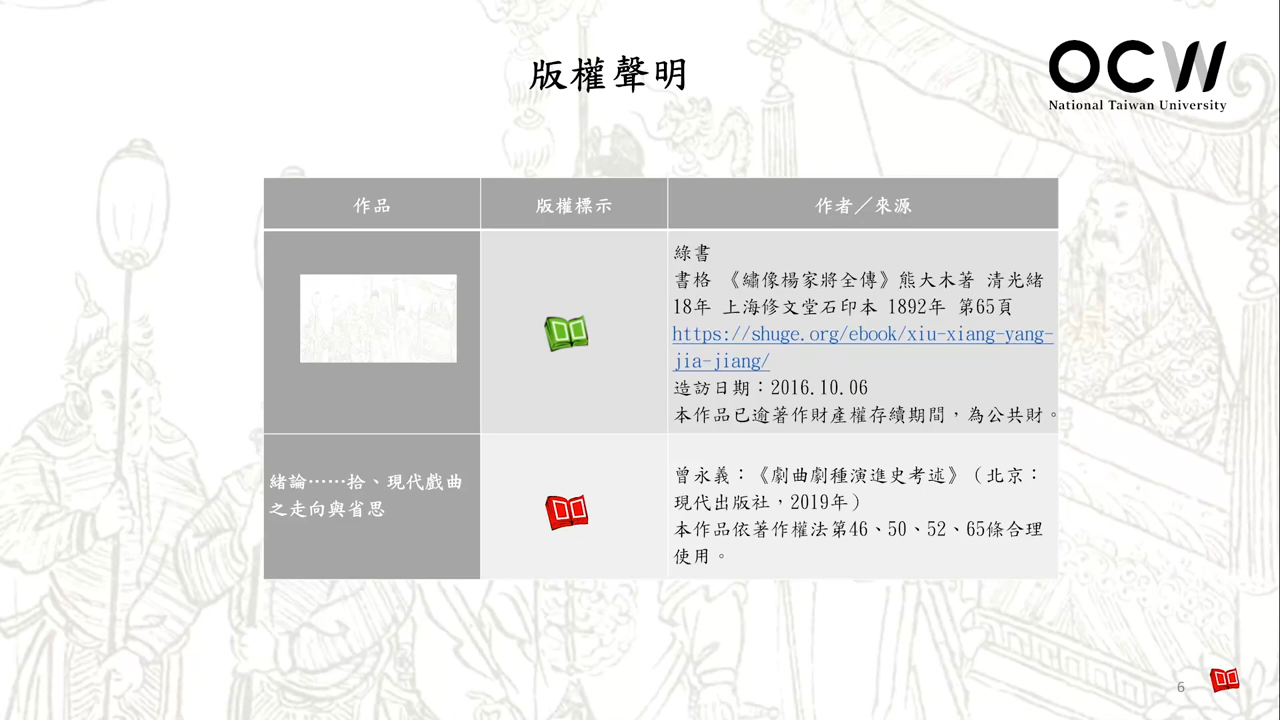 版權聲明
OCW
National Taiwan University
作品
版權標示
作者／來源
綠書
書格 《繡像楊家將全傳》熊大木著 清光緒
18年 上海修文堂石印本 1892年 第65頁
https://shuge.org/ebook/xiu-xiang-yang-
jia-jiang/
造訪日期：2016.10.06
本作品已逾著作財產權存續期間，為公共財。
緒論⋯⋯拾、現代戲曲
之走向與省思
曾永義：《劇曲劇種演進史考述》（北京：
現代出版社，2019年）
本作品依著作權法第46、50、52、65條合理
使用。
6